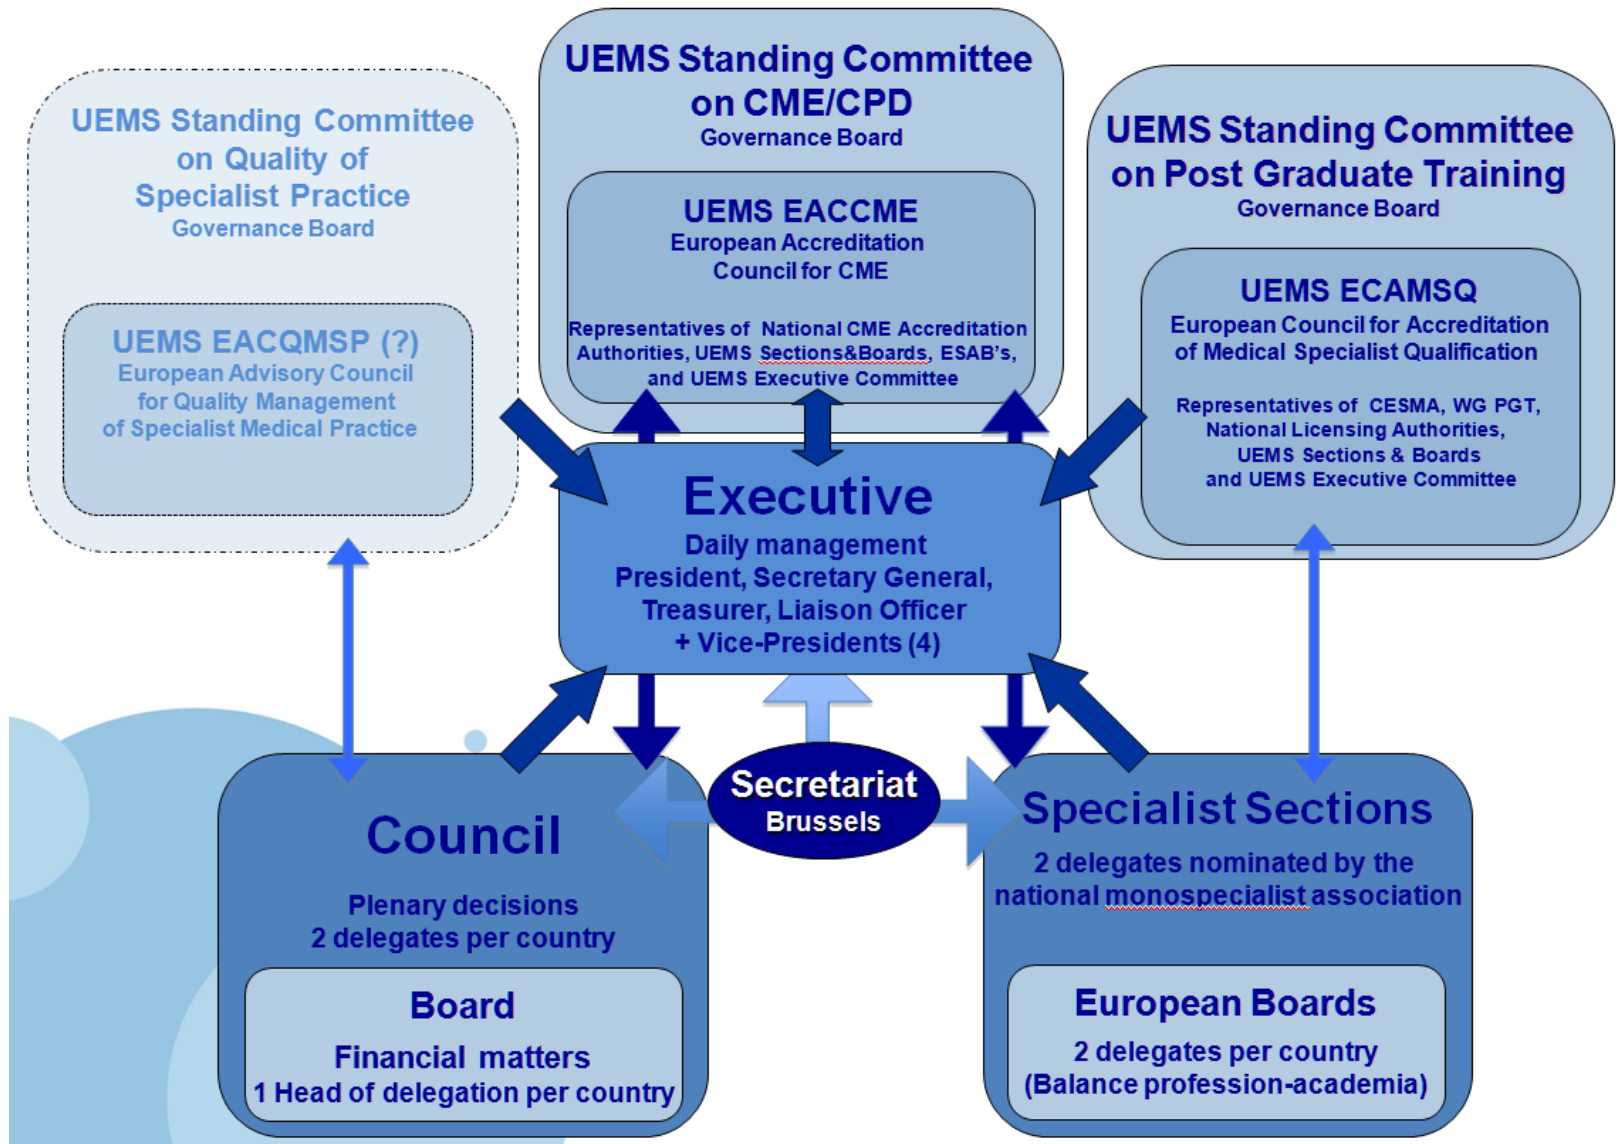 UEMS Standing Committee
on Quality of
Specialist Practice
Governance Board
UEMS EACQMSP (?)
European Advisory Council
for Quality Management
of Specialist Medical Practice
UEMS Standing Committee
on CME/CPD
Governance Board
UEMS EACCME
European Accreditation
Council for CME
Representatives of National CME Accreditation
Authorities, UEMS Sections&Boards, ESAB's,
and UEMS Executive Committee
UEMS Standing Committee
on Post Graduate Training
Governance Board
UEMS ECAMSQ
European Council for Accreditation
of Medical Specialist Qualification
Representatives of CESMA, WG PGT,
National Licensing Authorities,
UEMS Sections & Boards
and UEMS Executive Committee
Executive
Daily management
President, Secretary General,
Treasurer, Liaison Officer
+ Vice-Presidents (4)
Secretariat
Brussels
Council
Plenary decisions
2 delegates per country
Board
Financial matters
1 Head of delegation per country
Specialist Sections
2 delegates nominated by the
national monospecialist association
European Boards
2 delegates per country
(Balance profession-academia)